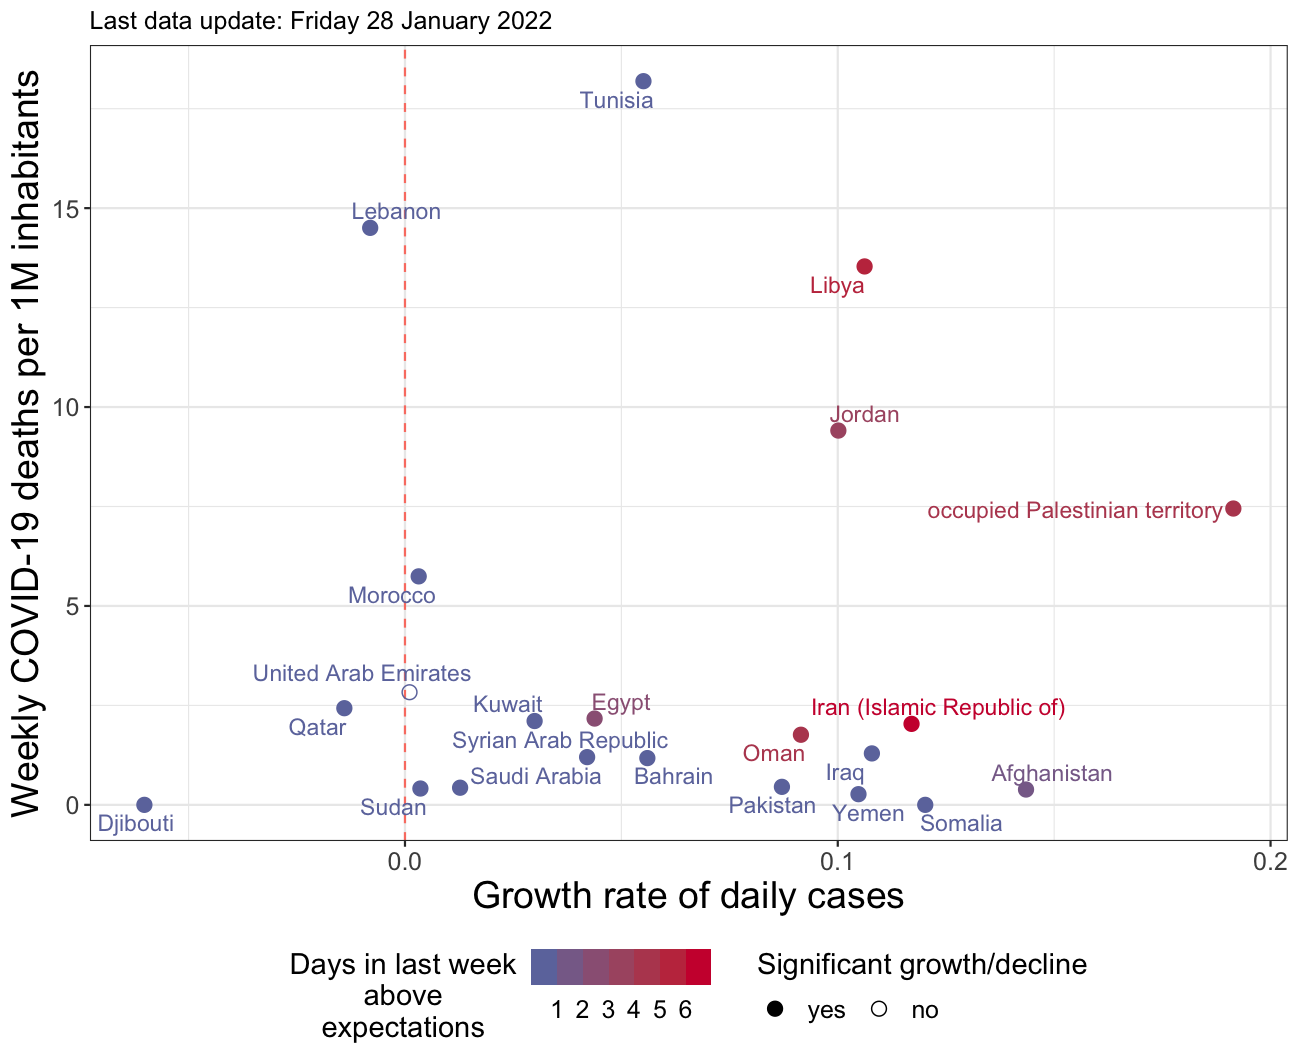 Last data update: Friday 28 January 2022
Weekly COVID-19 deaths per 1M inhabitants
15
10
5
0
Tunisia
Lebanon
Libya
Jordan
occupied Palestinian territory
Morocco
United Arab Emirates
Qatar
Kuwait
Egypt
Iran (Islamic Republic of)
Syrian Arab Republic
Oman
Saudi Arabia
Bahrain
Iraq
Afghanistan
Sudan
Pakistan
Yemen
Djibouti
Somalia
0.0
0.1
0.2
Growth rate of daily cases
Days in last week
above
expectations
1 2 3 4 5 6
Significant growth/decline
yes
no